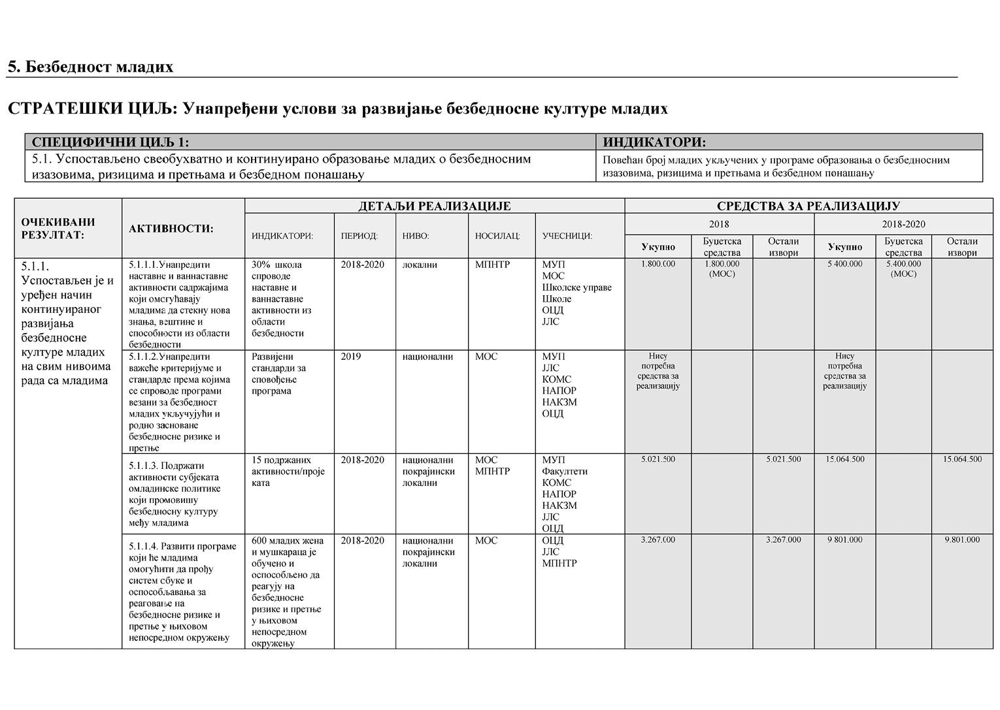 5. Безбедност младих
СТРАТЕШКИ ЦИЉ: Унапређени услови за развијање безбедносне културе младих
СПЕЦИФИЧНИ ЦИЉ 1:
5.1. Успостављено свеобухватно и континуирано образовање младих о безбедносним
изазовима, ризицима и претњама и безбедном понашању
ИНДИКАТОРИ:
Повећан број младих укључених у програме образовања о безбедносним
изазовима, ризицима и претњама и безбедном понашању
ОЧЕКИВАНИ
РЕЗУЛТАТ:
АКТИВНОСТИ:
ДЕТАЉИ РЕАЛИЗАЦИЈЕ
СРЕДСТВА ЗА РЕАЛИЗАЦИЈУ
ИНДИКАТОРИ:
ПЕРИОД:
НИВО:
НОСИЛАЦ:
УЧЕСНИЦИ:
2018
2018-2020
Укупно
Буџетска
средства
Остали
извори
Укупно
Буџетска
средства
Остали
извори
5.1.1.
Успостављен је и
уређен начин
континуираног
развијања
безбедносне
културе младих
на свим нивоима
рада са младима
5.1.1.1.Унапредити
наставне и ваннаставне
активности садржајима
који омогућавају
младима да стекну нова
знања, вештине и
способности из области
безбедности
30% школа
спроводе
наставне и
ваннаставне
активности из
области
безбедности
2018-2020
локални
МПНТР
МУП
МОС
Школске управе
Школе
ОЦД
ЈЛС
1.800.000
1.800.000
(МОС)
5 400.000
5.400.000
(МОС)
5.1.1.2.Унапредити
важеће критеријуме и
стандарде према којима
се спроводе програми
везани за безбедност
младих укључујући и
родно засноване
безбедносне ризике и
претње
Развијени
стандарди за
сповођење
програма
2019
национални
МОС
МУП
ЈЛС
КОМС
НАПОР
НАКЗМ
ОЦД
Нису
потребна
средства за
реализацију
Нису
потребна
средства за
реализацију
5.1.1.3. Подржати
активности субјеката
омладинске политике
који промовишу
безбедносну културу
међу младима
15 подржаних
активности/проје
ката
2018-2020
национални
покрајински
локални
МОС
МПНТР
МУП
Факултети
КОМС
НАПОР
НАКЗМ
ЈЛС
ОЦД
5.021.500
5.021.500
15.064.500
15.064.500
5.1.1.4. Развити програме
који ће младима
омогућити да прођу
систем обуке и
оспособљавања за
реаговање на
безбедносне ризике и
претње у њиховом
непосредном окружењу
600 младих жена
и мушкараца је
обучено и
оспособљено да
реагују на
безбедносне
ризике и претње
у њиховом
непосредном
окружењу
2018-2020
национални
покрајински
локални
МОС
ОЦД
ЈЛС
МПНТР
3.267.000
3.267.000
9 801.000
9.801.000